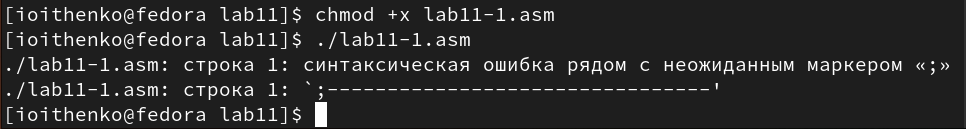 [ioithenko@fedora lab11]$ chmod +x lab11-1.asm
[ioithenko@fedora lab11]$ ./lab11-1.asm
./lab11-1.asm: строка 1: синтаксическая ошибка рядом с неожиданным маркером «;»
./lab11-1.asm: строка 1: `;--------------------------------'
[ioithenko@fedora lab11]$